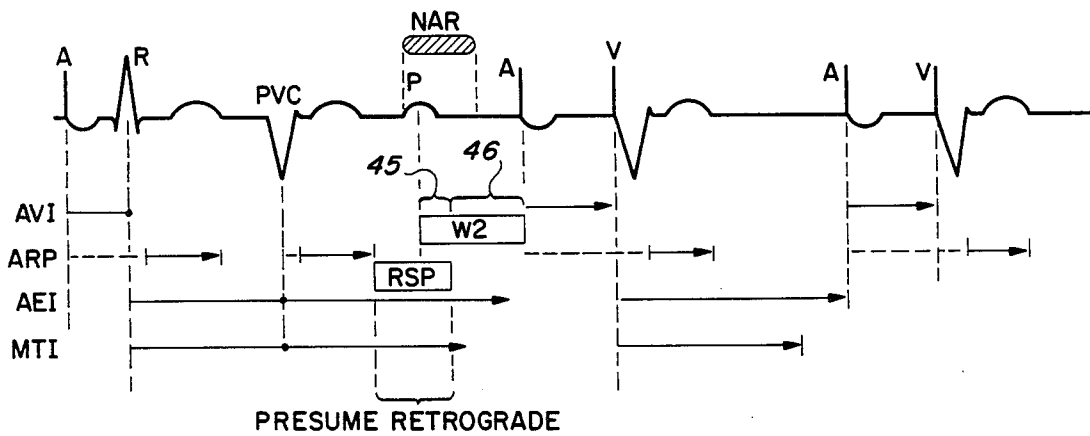 NAR
A R PVC P A V A V
45 46
AVI
W2
ARP
RSP
AEI
MTI
PRESUME RETROGRADE